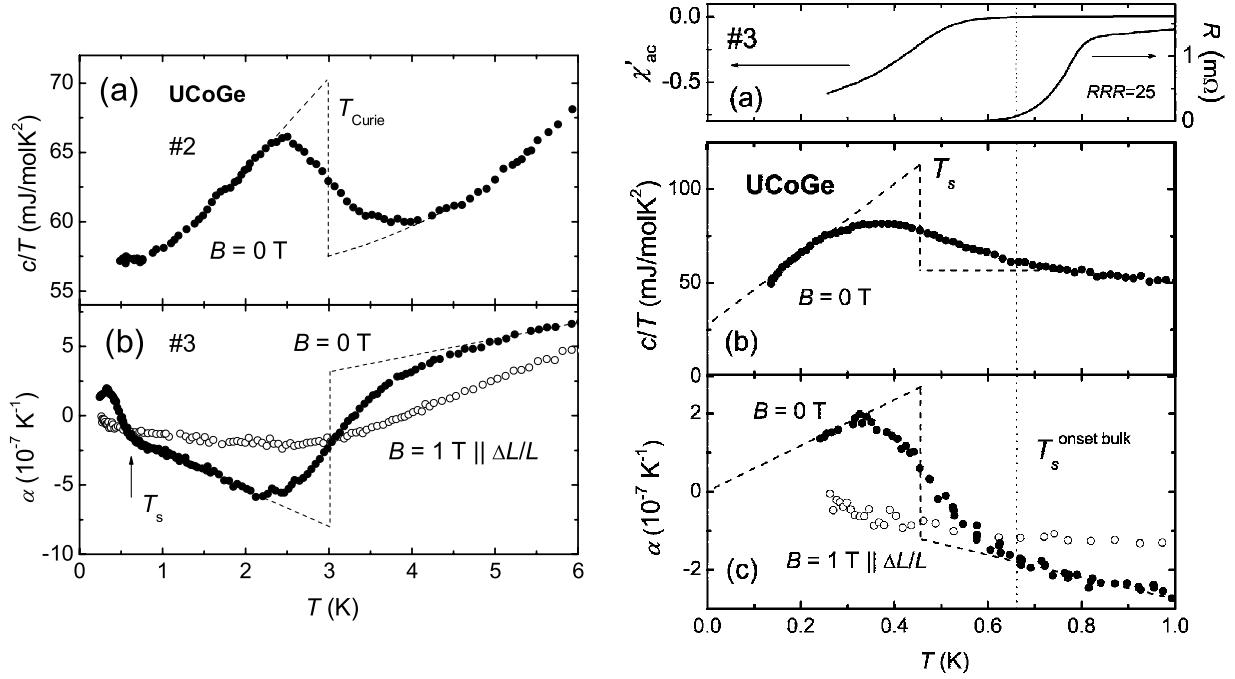 (a)
UCoGe
#2
T_Curie
B = 0 T
c/T (mJ/molK²)
70
65
60
55
(b)
#3
B = 0 T
B = 1 T || ΔL/L
T_s
α (10⁻⁷ K⁻¹)
5
0
-5
-10
0 1 2 3 4 5 6
T (K)
#3
(a)
χ'_ac
0.0
-0.5
RRR=25
R (mΩ)
1
0
UCoGe
T_s
B = 0 T
(b)
c/T (mJ/molK²)
100
50
0
B = 0 T
T_s^onset bulk
B = 1 T || ΔL/L
(c)
α (10⁻⁷ K⁻¹)
2
0
-2
0.0 0.2 0.4 0.6 0.8 1.0
T (K)